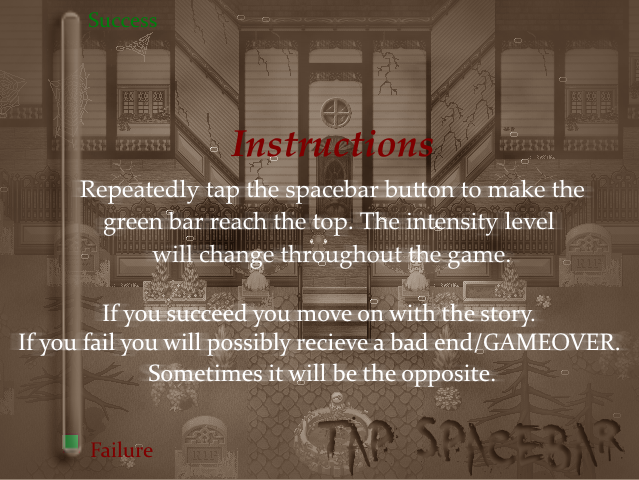 Success
Instructions
Repeatedly tap the spacebar button to make the
green bar reach the top. The intensity level
will change throughout the game.
If you succeed you move on with the story.
If you fail you will possibly recieve a bad end/GAMEOVER.
Sometimes it will be the opposite.
TAP SPACEBAR
Failure